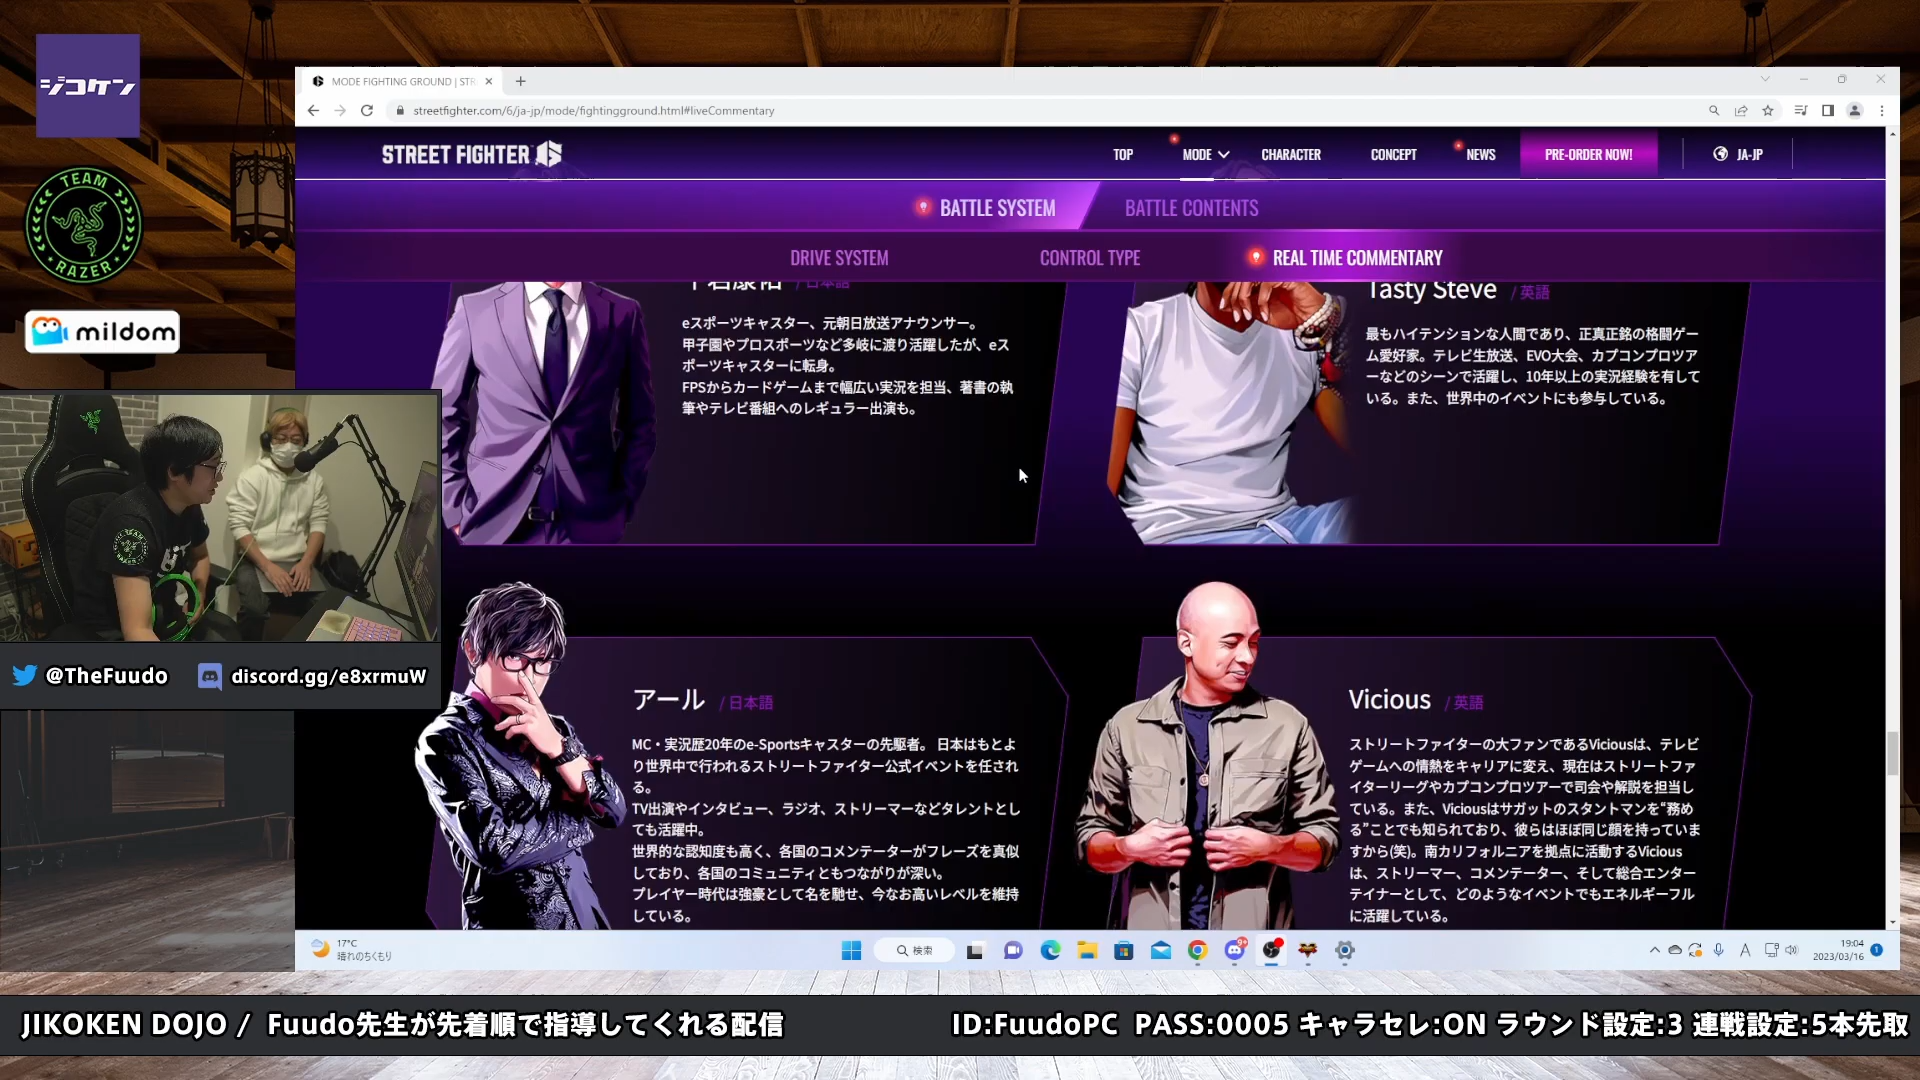 ジコケン
TEAM
RAZER
mildom
@TheFuudo
discord.gg/e8xrmuW
MODE FIGHTING GROUND | STR
streetfighter.com/6/ja-jp/mode/fightingground.html#liveCommentary
STREET FIGHTER 6
TOP
MODE
CHARACTER
CONCEPT
NEWS
PRE-ORDER NOW!
JA-JP
BATTLE SYSTEM
BATTLE CONTENTS
DRIVE SYSTEM
CONTROL TYPE
REAL TIME COMMENTARY
/ 日本語
eスポーツキャスター、元朝日放送アナウンサー。
甲子園やプロスポーツなど多岐に渡り活躍したが、eス
ポーツキャスターに転身。
FPSからカードゲームまで幅広い実況を担当、著書の執
筆やテレビ番組へのレギュラー出演も。
Tasty Steve / 英語
最もハイテンションな人間であり、正真正銘の格闘ゲー
ム愛好家。テレビ生放送、EVO大会、カプコンプロツア
ーなどのシーンで活躍し、10年以上の実況経験を有して
いる。また、世界中のイベントにも参与している。
アール / 日本語
MC・実況歴20年のe-Sportsキャスターの先駆者。日本はもとよ
り世界中で行われるストリートファイター公式イベントを任され
る。
TV出演やインタビュー、ラジオ、ストリーマーなどタレントとし
ても活躍中。
世界的な認知度も高く、各国のコメンテーターがフレーズを真似
しており、各国のコミュニティともつながりが深い。
プレイヤー時代は強豪として名を馳せ、今なお高いレベルを維持
している。
Vicious / 英語
ストリートファイターの大ファンであるViciousは、テレビ
ゲームへの情熱をキャリアに変え、現在はストリートファ
イターリーグやカプコンプロツアーで司会や解説を担当し
ている。また、Viciousはサガットのスタントマンを“務め
る”ことでも知られており、彼らはほぼ同じ顔を持っていま
すから(笑)。南カリフォルニアを拠点に活動するVicious
は、ストリーマー、コメンテーター、そして総合エンター
テイナーとして、どのようなイベントでもエネルギーフル
に活躍している。
17°C
晴れのちくもり
検索
9+
A
19:04
2023/03/16
1
JIKOKEN DOJO / Fuudo先生が先着順で指導してくれる配信
ID:FuudoPC PASS:0005 キャラセレ:ON ラウンド設定:3 連戦設定:5本先取